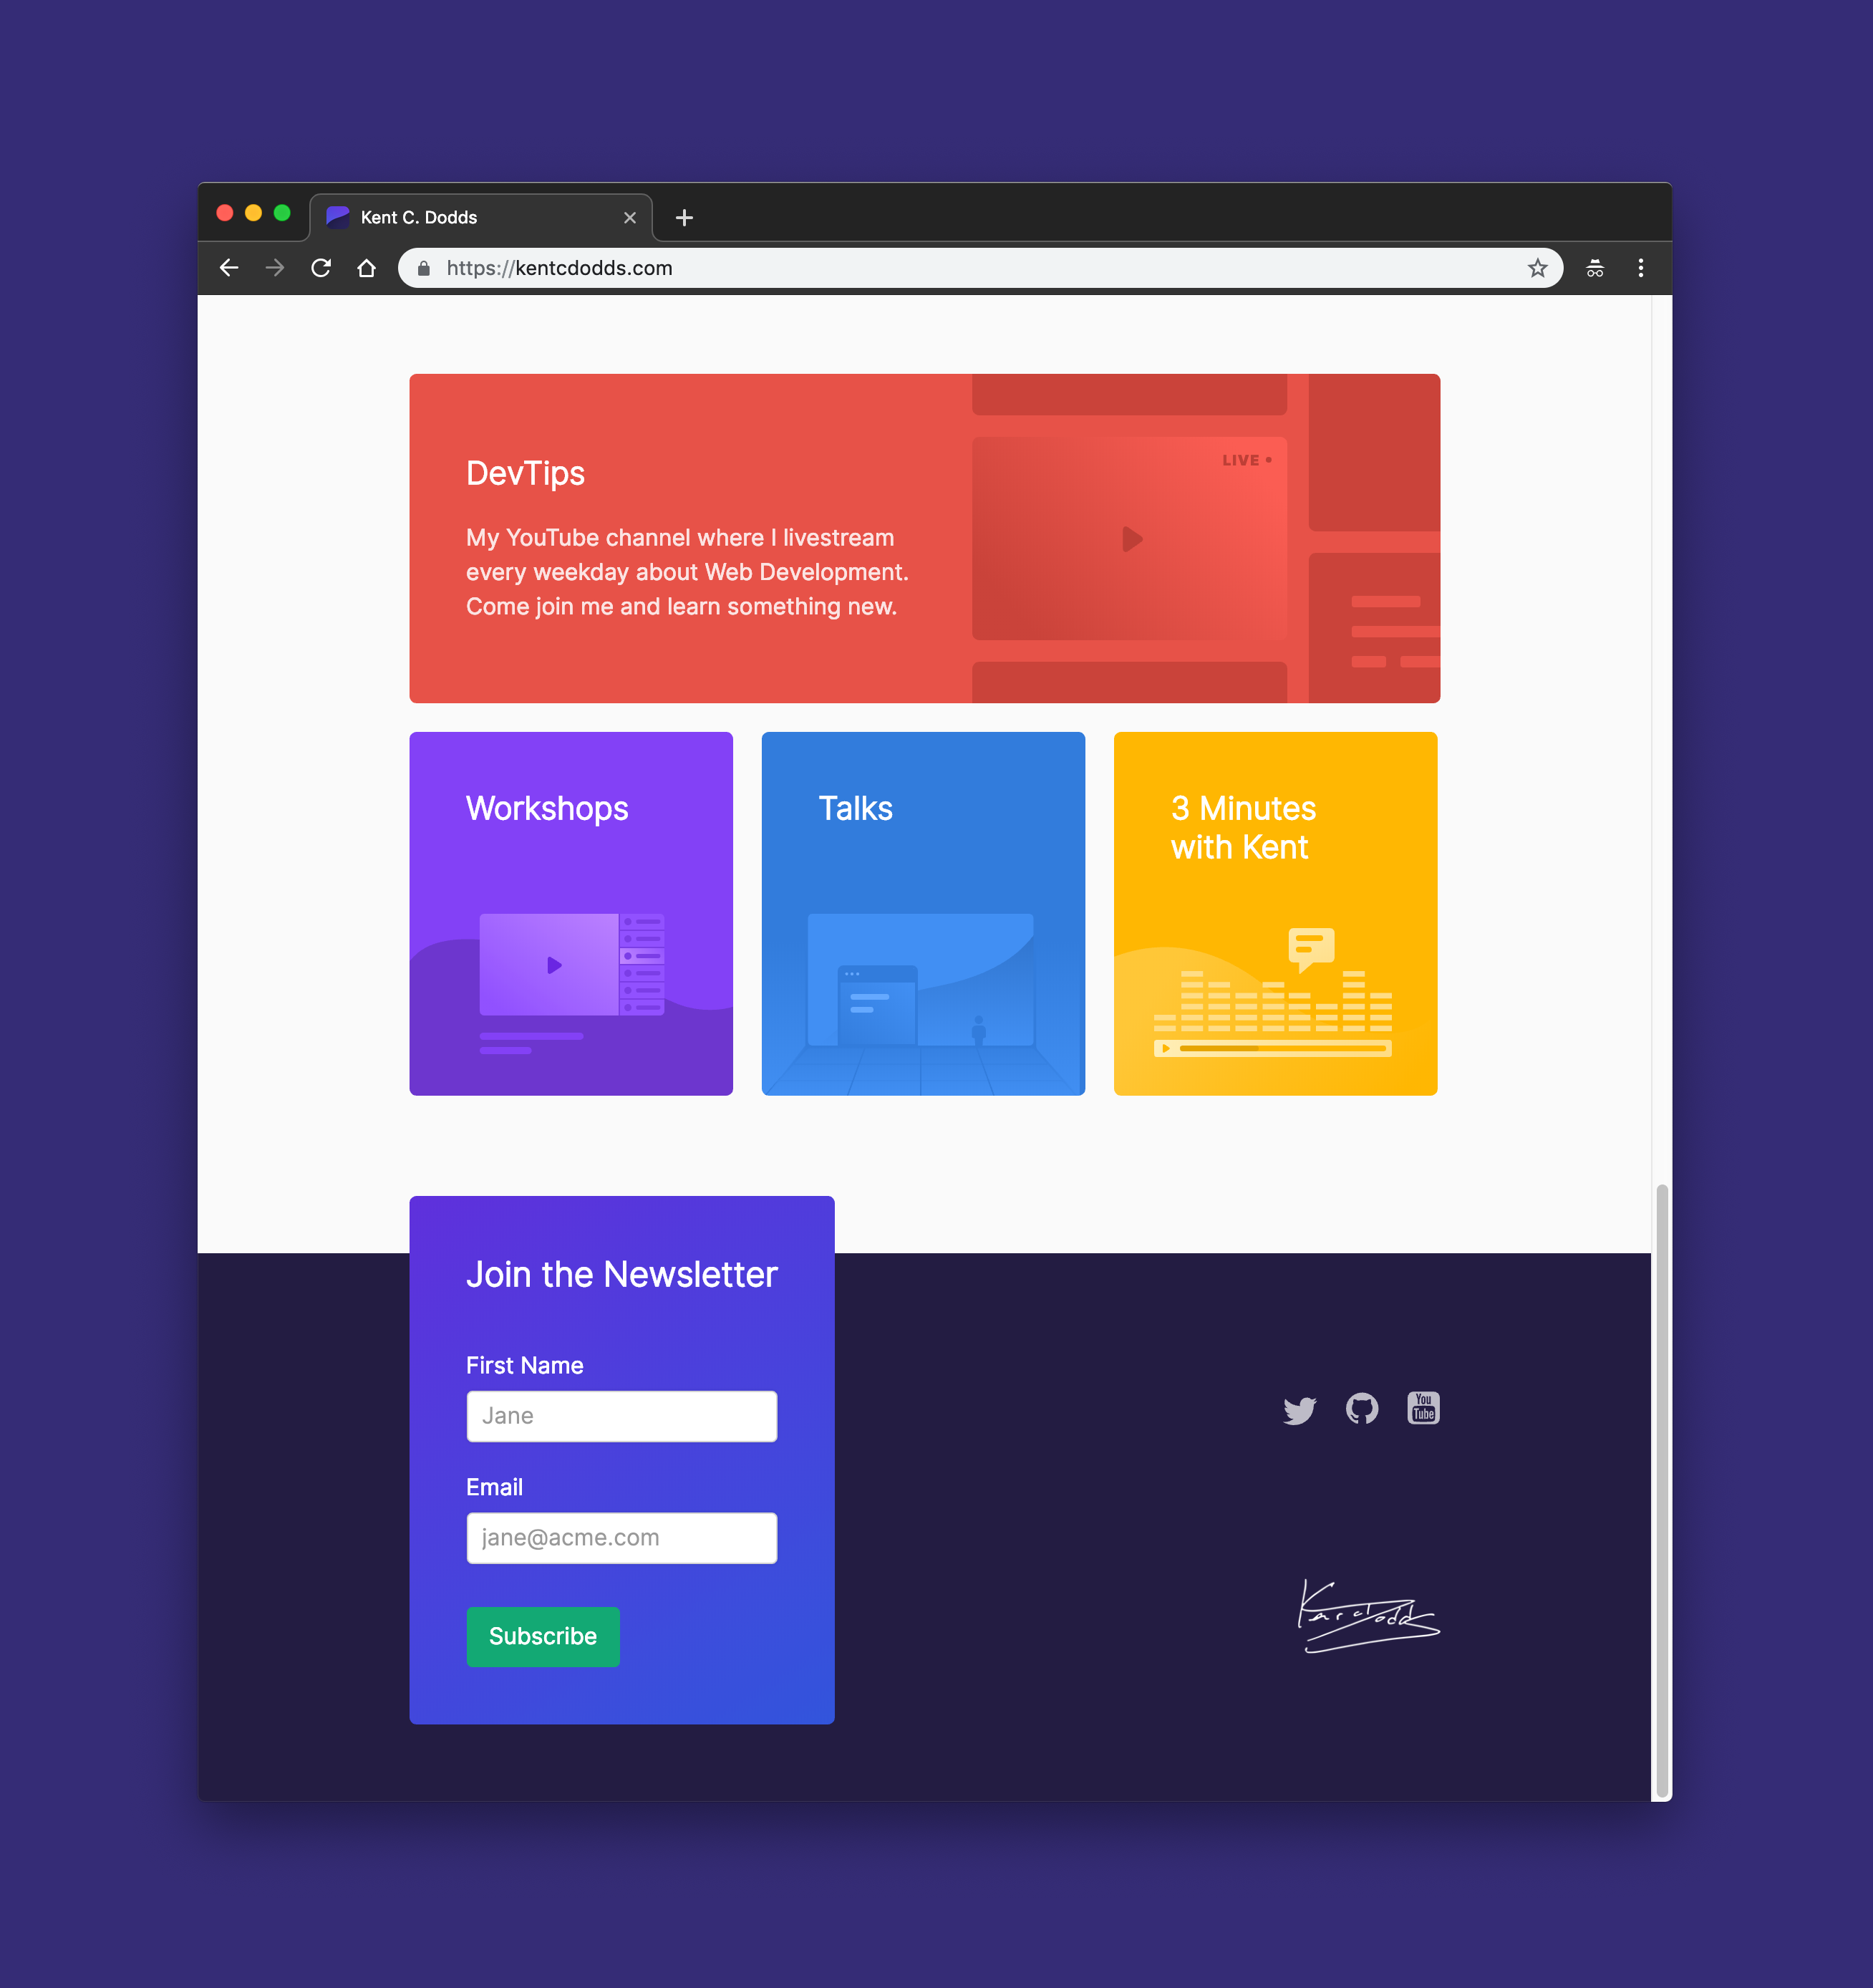 Kent C. Dodds
https://kentcdodds.com
DevTips
My YouTube channel where I livestream
every weekday about Web Development.
Come join me and learn something new.
LIVE •
Workshops
Talks
3 Minutes
with Kent
Join the Newsletter
First Name
Jane
Email
jane@acme.com
Subscribe
You
Tube